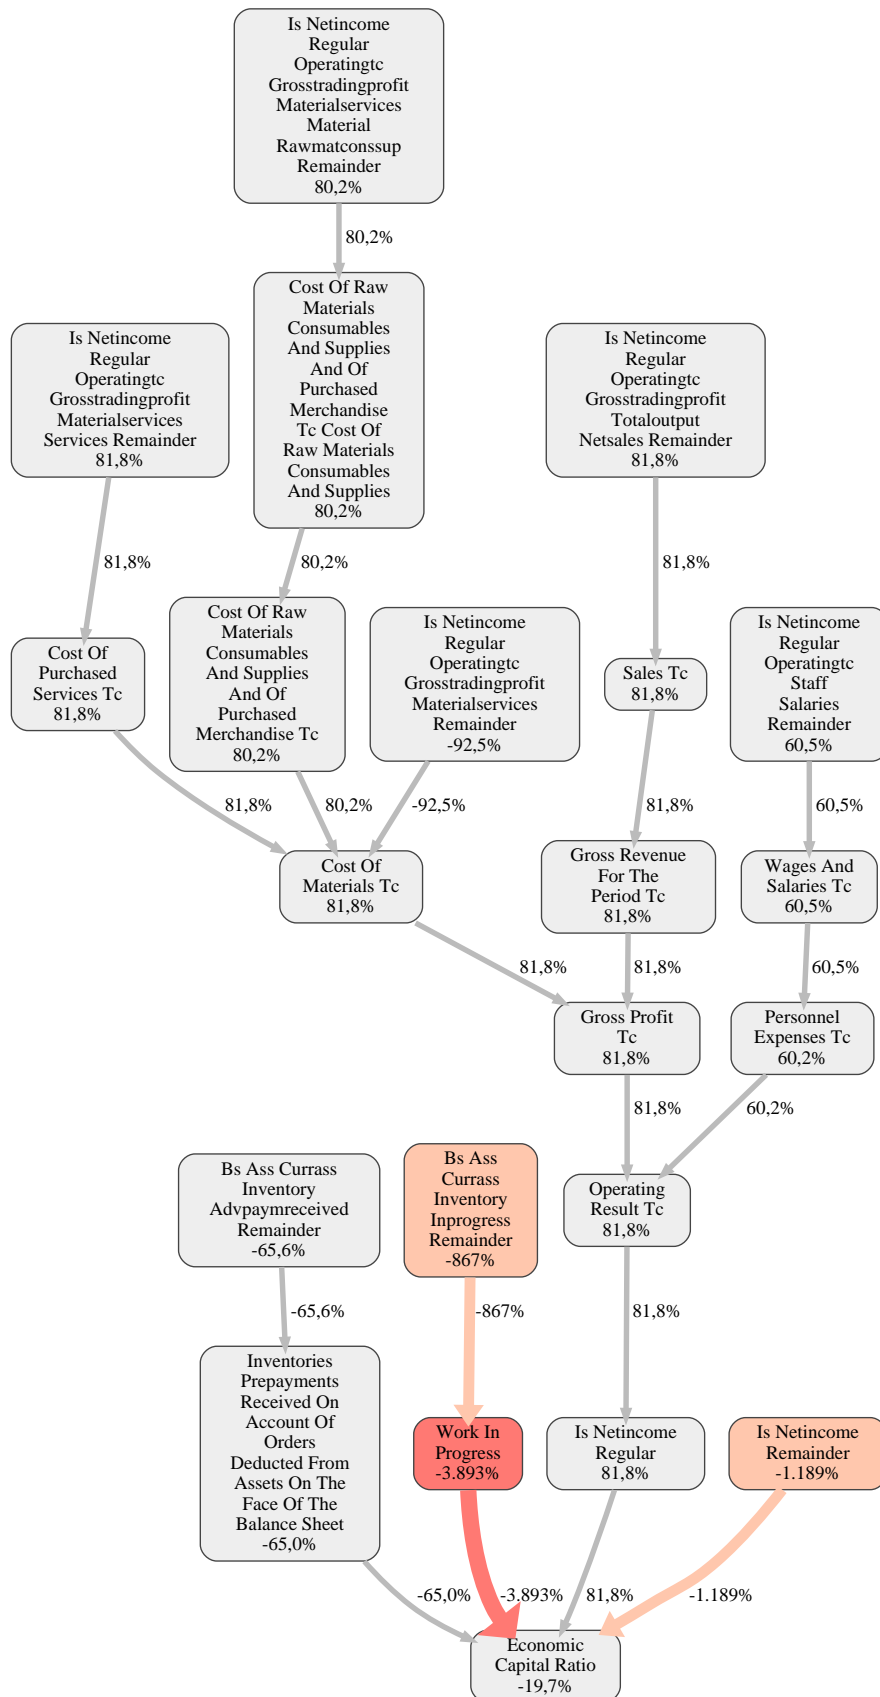 Is Netincome
Regular
Operatingtc
Grosstradingprofit
Materialservices
Material
Rawmatconssup
Remainder
80,2%
80,2%
Cost Of Raw
Materials
Consumables
And Supplies
And Of
Purchased
Merchandise
Tc Cost Of
Raw Materials
Consumables
And Supplies
80,2%
Is Netincome
Regular
Operatingtc
Grosstradingprofit
Materialservices
Services Remainder
81,8%
Is Netincome
Regular
Operatingtc
Grosstradingprofit
Totaloutput
Netsales Remainder
81,8%
81,8%
80,2%
81,8%
Cost Of
Purchased
Services Tc
81,8%
Cost Of Raw
Materials
Consumables
And Supplies
And Of
Purchased
Merchandise Tc
80,2%
Is Netincome
Regular
Operatingtc
Grosstradingprofit
Materialservices
Remainder
-92,5%
Sales Tc
81,8%
Is Netincome
Regular
Operatingtc
Staff
Salaries
Remainder
60,5%
81,8%
80,2%
-92,5%
81,8%
60,5%
Cost Of
Materials Tc
81,8%
Gross Revenue
For The
Period Tc
81,8%
Wages And
Salaries Tc
60,5%
81,8%
81,8%
60,5%
Gross Profit
Tc
81,8%
Personnel
Expenses Tc
60,2%
81,8%
60,2%
Bs Ass Currass
Inventory
Advpaymreceived
Remainder
-65,6%
Bs Ass
Currass
Inventory
Inprogress
Remainder
-867%
Operating
Result Tc
81,8%
-65,6%
-867%
81,8%
Inventories
Prepayments
Received On
Account Of
Orders
Deducted From
Assets On The
Face Of The
Balance Sheet
-65,0%
Work In
Progress
-3.893%
Is Netincome
Regular
81,8%
Is Netincome
Remainder
-1.189%
-65,0%
-3.893%
81,8%
-1.189%
Economic
Capital Ratio
-19,7%